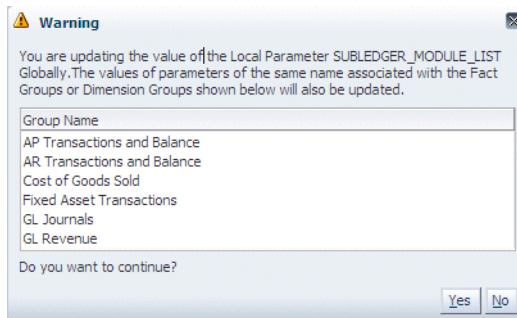 Warning
You are updating the value of the Local Parameter SUBLEDGER_MODULE_LIST
Globally.The values of parameters of the same name associated with the Fact
Groups or Dimension Groups shown below will also be updated.
Group Name
AP Transactions and Balance
AR Transactions and Balance
Cost of Goods Sold
Fixed Asset Transactions
GL Journals
GL Revenue
Do you want to continue?
Yes No